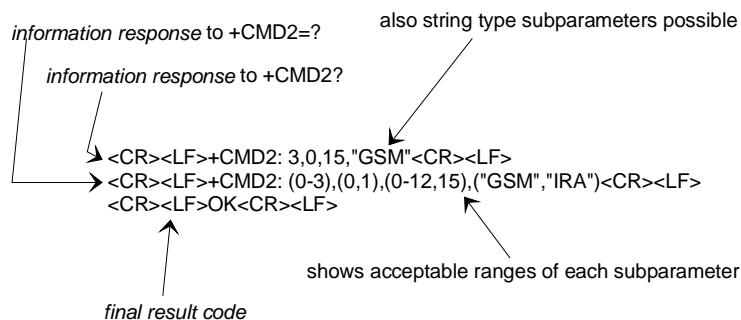 also string type subparameters possible
information response to +CMD2=?
information response to +CMD2?
<CR><LF>+CMD2: 3,0,15,"GSM"<CR><LF>
<CR><LF>+CMD2: (0-3),(0,1),(0-12,15),("GSM","IRA")<CR><LF>
<CR><LF>OK<CR><LF>
shows acceptable ranges of each subparameter
final result code